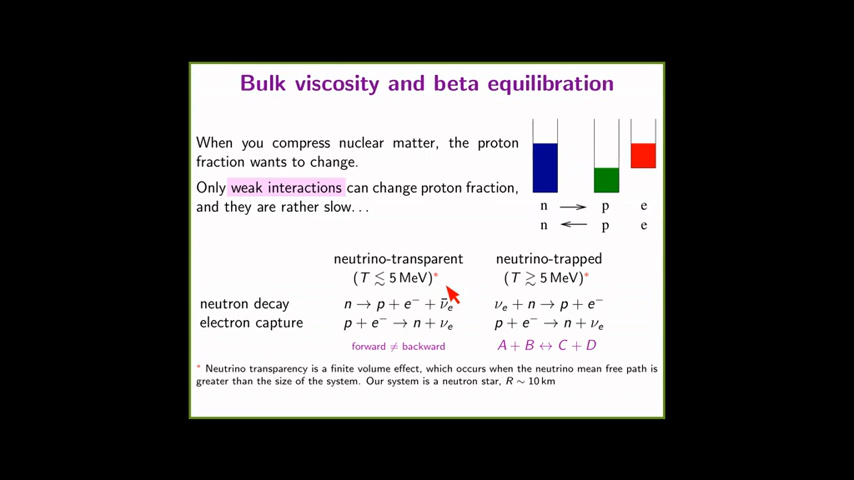 Bulk viscosity and beta equilibration
When you compress nuclear matter, the proton
fraction wants to change.
Only weak interactions can change proton fraction,
and they are rather slow...
n → p e
n ← p e
neutrino-transparent neutrino-trapped
(T ≲ 5 MeV)* (T ≳ 5 MeV)*
neutron decay n → p + e⁻ + ν̄ₑ νₑ + n → p + e⁻
electron capture p + e⁻ → n + νₑ p + e⁻ → n + νₑ
forward ≠ backward A + B ↔ C + D
* Neutrino transparency is a finite volume effect, which occurs when the neutrino mean free path is
greater than the size of the system. Our system is a neutron star, R ∼ 10 km